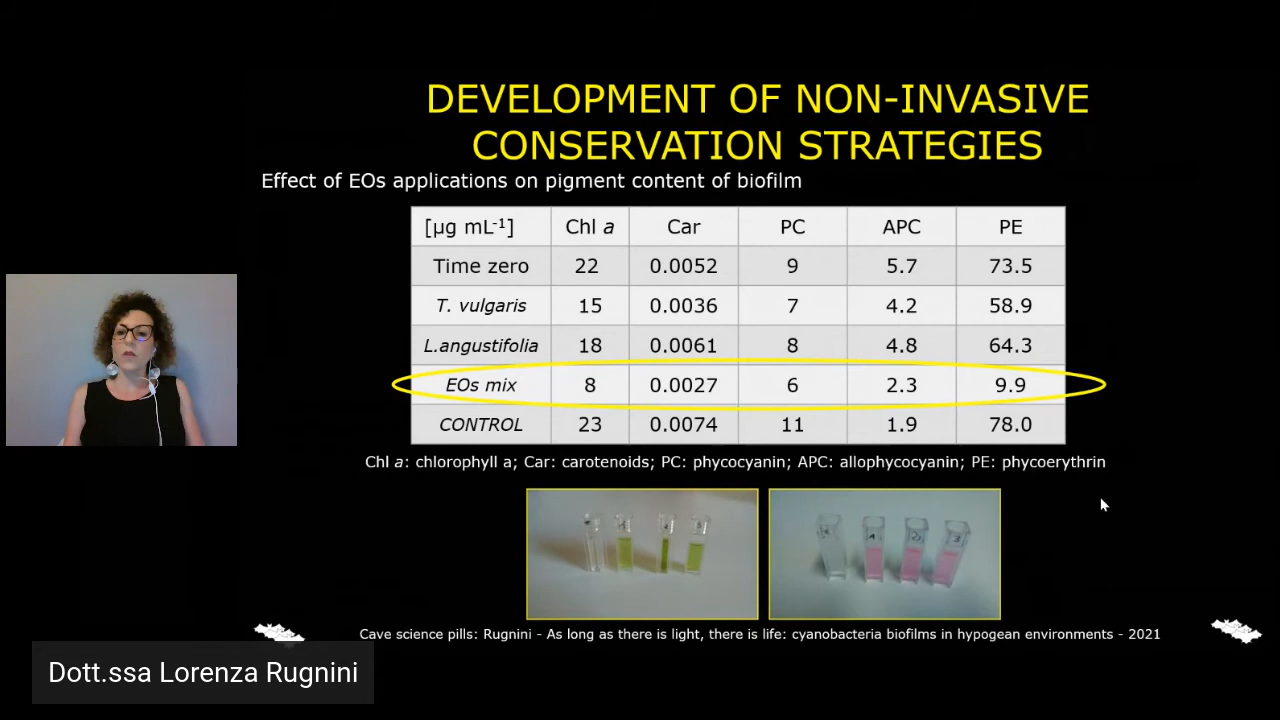 DEVELOPMENT OF NON-INVASIVE
CONSERVATION STRATEGIES
Effect of EOs applications on pigment content of biofilm
[µg mL⁻¹] Chl a Car PC APC PE
Time zero 22 0.0052 9 5.7 73.5
T. vulgaris 15 0.0036 7 4.2 58.9
L.angustifolia 18 0.0061 8 4.8 64.3
EOs mix 8 0.0027 6 2.3 9.9
CONTROL 23 0.0074 11 1.9 78.0
Chl a: chlorophyll a; Car: carotenoids; PC: phycocyanin; APC: allophycocyanin; PE: phycoerythrin
Cave science pills: Rugnini - As long as there is light, there is life: cyanobacteria biofilms in hypogean environments - 2021
Dott.ssa Lorenza Rugnini